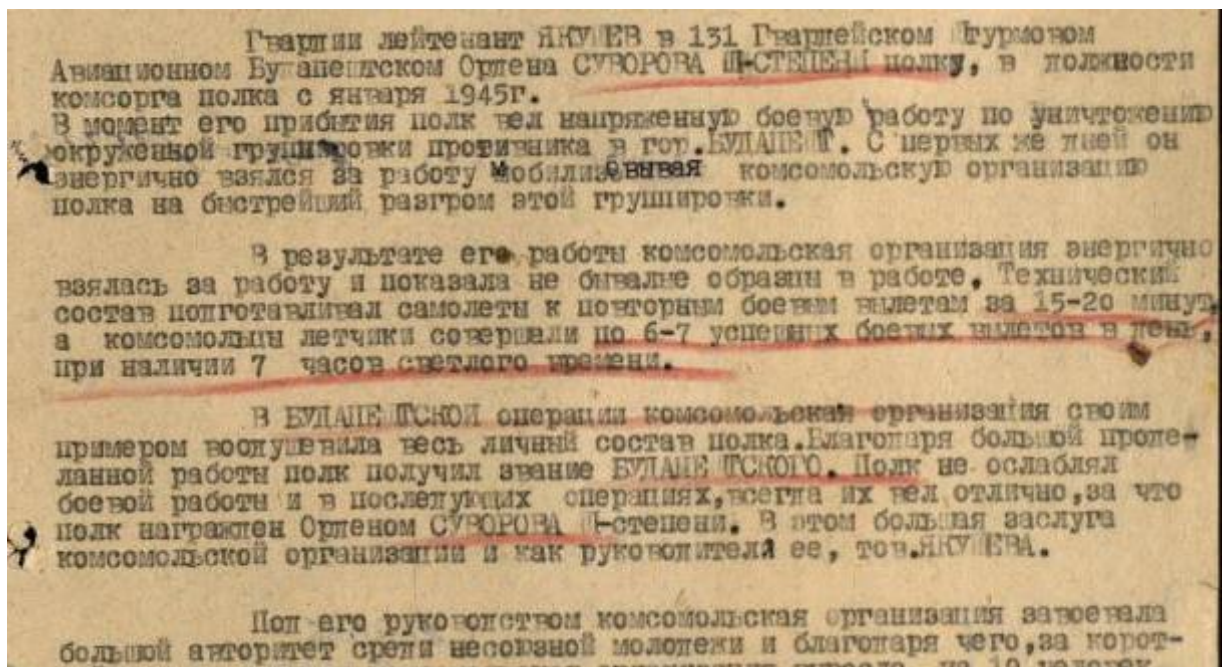 Гвардии лейтенант ЯКУШЕВ в 131 Гвардейском Штурмовом
Авиационном Будапештском Ордена СУВОРОВА Ш-СТЕПЕНИ полку, в должности
комсорга полка с января 1945г.
В момент его прибытия полк вел напряженную боевую работу по уничтожению
окруженной группировки противника в гор.БУДАПЕШТ. С первых же дней он
энергично взялся за работу мобилизовывая комсомольскую организацию
полка на быстрейший разгром этой группировки.
В результате его работы комсомольская организация энергично
взялась за работу и показала не бывалые образцы в работе. Технический
состав подготавливал самолеты к повторным боевым вылетам за 15-20 минут,
а комсомольцы летчики совершали по 6-7 успешных боевых вылетов в день,
при наличии 7 часов светлого времени.
В БУДАПЕШТСКОЙ операции комсомольская организация своим
примером воодушевила весь личный состав полка.Благодаря большой проде-
ланной работы полк получил звание БУДАПЕШТСКОГО. Полк не ослаблял
боевой работы и в последующих операциях,всегда их вел отлично,за что
полк награжден Орденом СУВОРОВА Ш-степени. В этом большая заслуга
комсомольской организации и как руководителя ее, тов.ЯКУШЕВА.
Под его руководством комсомольская организация завоевала
большой авторитет среди несоюзной молодежи и благодаря чего,за корот-